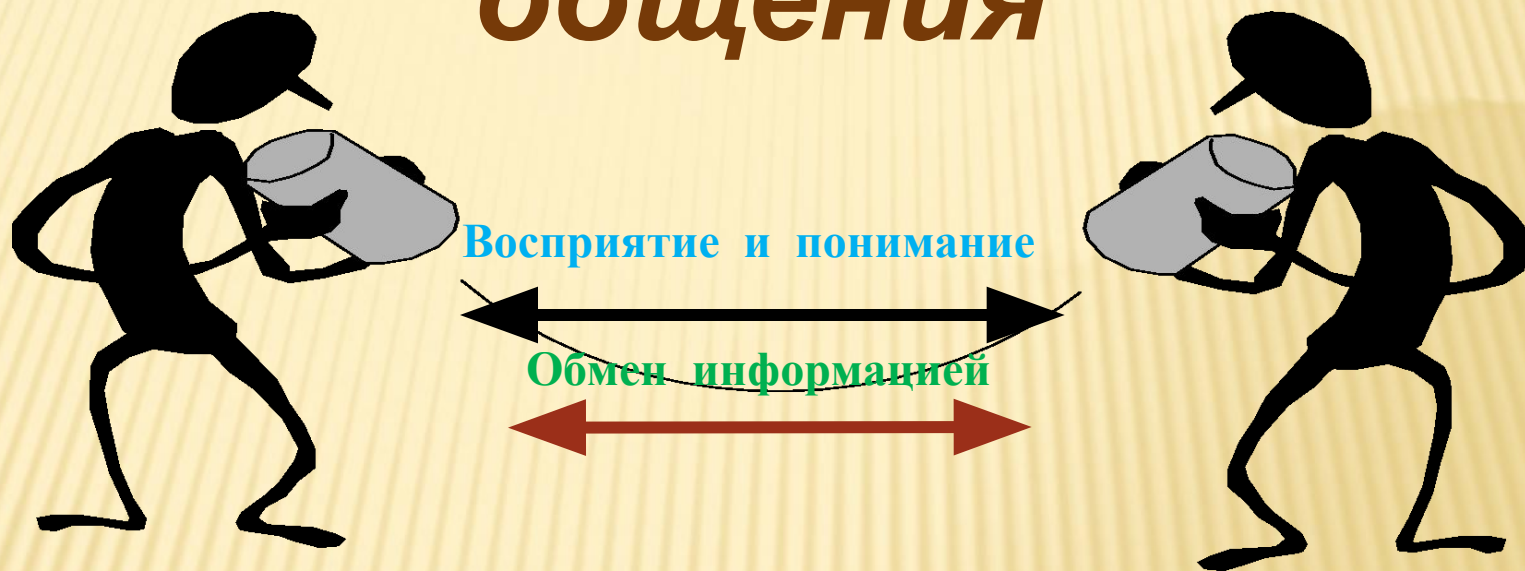 общения
Восприятие и понимание
Обмен информацией